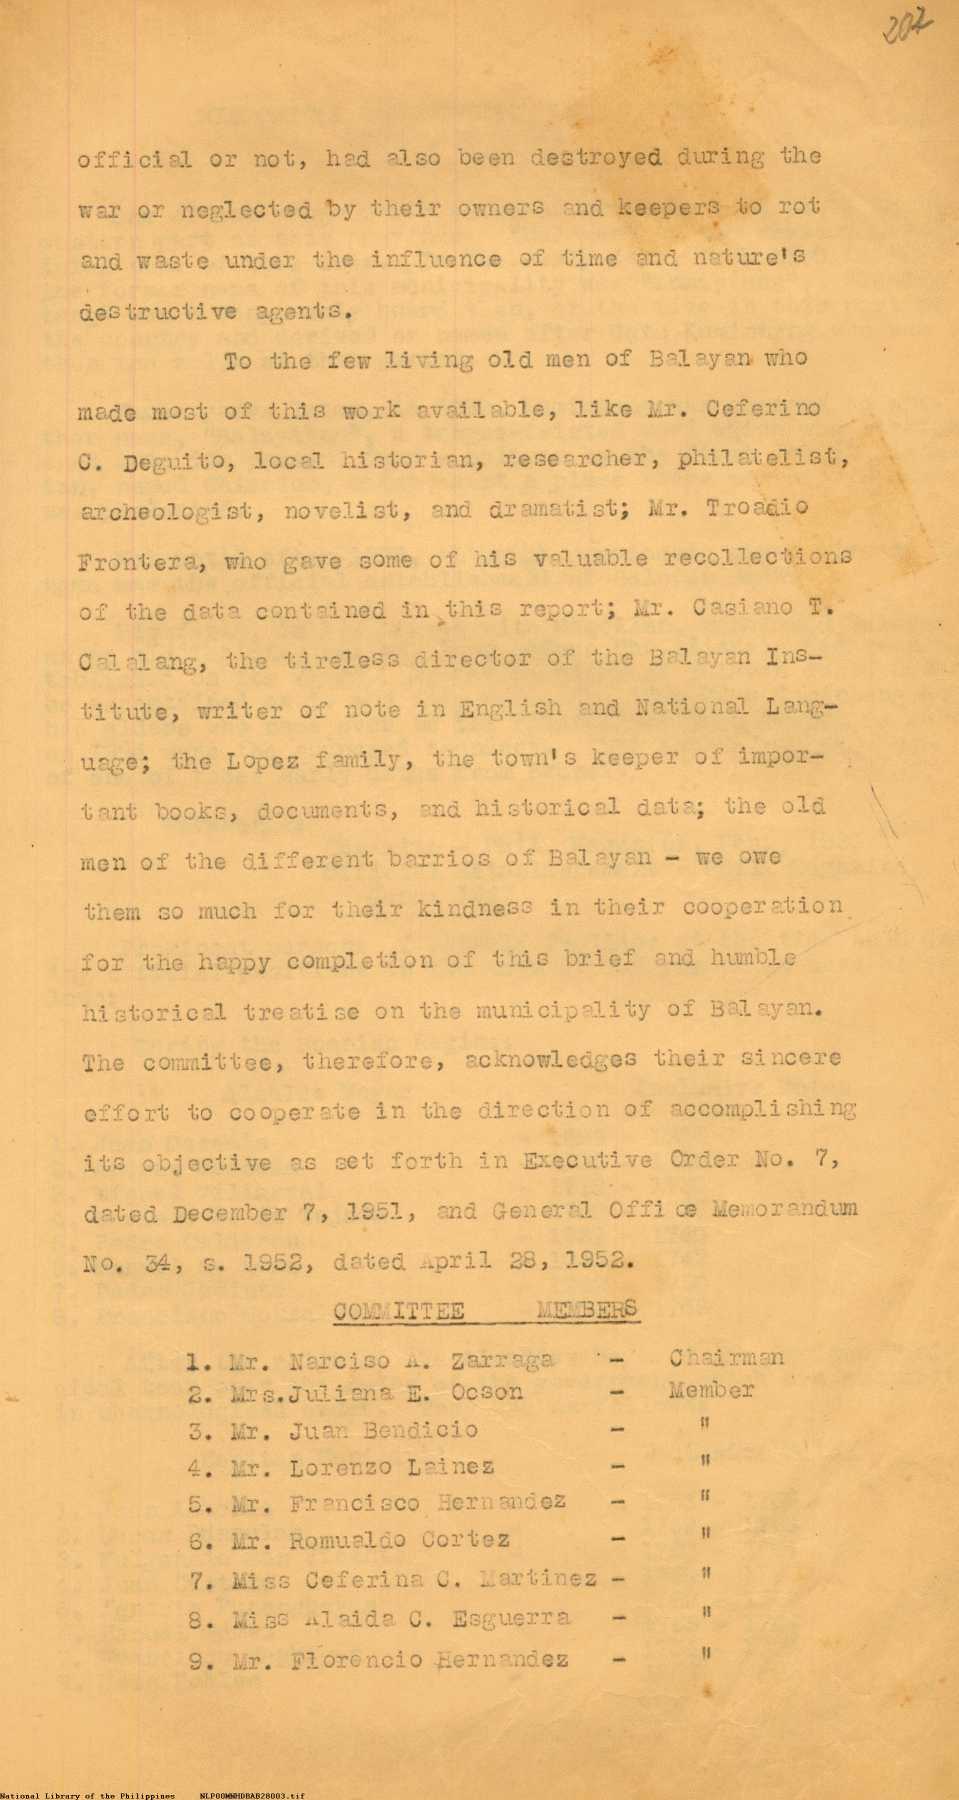 207
official or not, had also been destroyed during the
war or neglected by their owners and keepers to rot
and waste under the influence of time and nature's
destructive agents.
To the few living old men of Balayan who
made most of this work available, like Mr. Ceferino
C. Deguito, local historian, researcher, philatelist,
archeologist, novelist, and dramatist; Mr. Troadio
Frontera, who gave some of his valuable recollections
of the data contained in this report; Mr. Casiano T.
Calalang, the tireless director of the Balayan Ins-
titute, writer of note in English and National Lang-
uage; the Lopez family, the town's keeper of impor-
tant books, documents, and historical data; the old
men of the different barrios of Balayan - we owe
them so much for their kindness in their cooperation
for the happy completion of this brief and humble
historical treatise on the municipality of Balayan.
The committee, therefore, acknowledges their sincere
effort to cooperate in the direction of accomplishing
its objective as set forth in Executive Order No. 7,
dated December 7, 1951, and General Office Memorandum
No. 34, s. 1952, dated April 28, 1952.
COMMITTEE MEMBERS
1. Mr. Narciso A. Zarraga - Chairman
2. Mrs. Juliana E. Ocson - Member
3. Mr. Juan Bendicio - "
4. Mr. Lorenzo Lainez - "
5. Mr. Francisco Hernandez - "
6. Mr. Romualdo Cortez - "
7. Miss Ceferina C. Martinez - "
8. Miss Alaida C. Esguerra - "
9. Mr. Florencio Hernandez - "
National Library of the Philippines NLP00MNHDBAB28003.tif